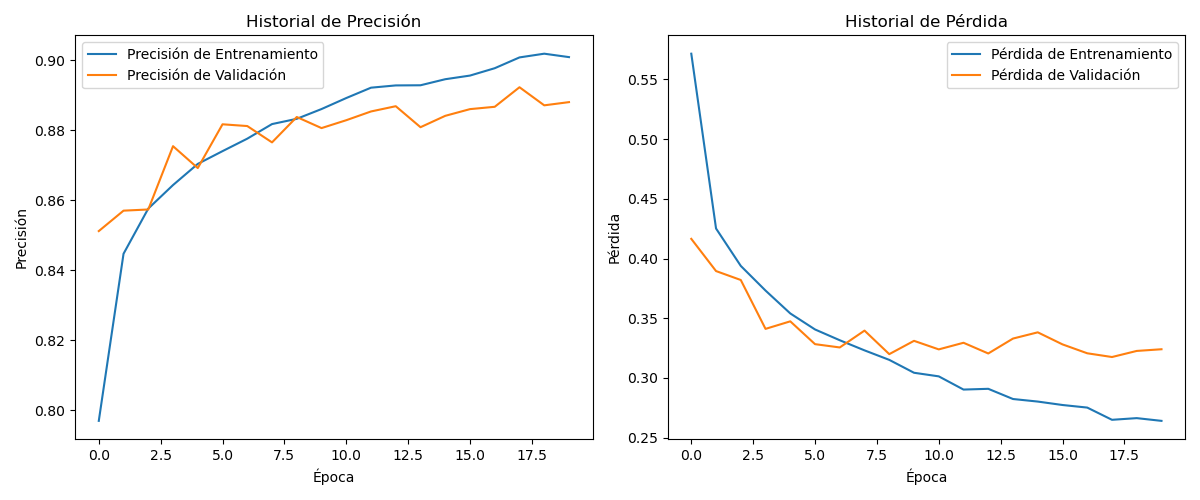 Historial de Precisión
Precisión de Entrenamiento
Precisión de Validación
0.90
0.88
0.86
0.84
0.82
0.80
Precisión
0.0 2.5 5.0 7.5 10.0 12.5 15.0 17.5
Época
Historial de Pérdida
Pérdida de Entrenamiento
Pérdida de Validación
0.55
0.50
0.45
0.40
0.35
0.30
0.25
Pérdida
0.0 2.5 5.0 7.5 10.0 12.5 15.0 17.5
Época